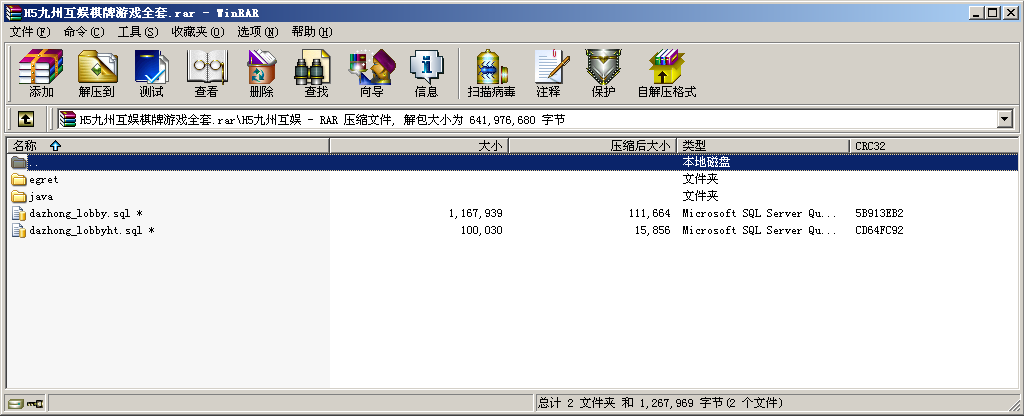 H5九州互娱棋牌游戏全套.rar - WinRAR
文件(F) 命令(C) 工具(S) 收藏夹(O) 选项(N) 帮助(H)
添加 解压到 测试 查看 删除 查找 向导 信息 扫描病毒 注释 保护 自解压格式
H5九州互娱棋牌游戏全套.rar\H5九州互娱 - RAR 压缩文件, 解包大小为 641,976,680 字节
名称 大小 压缩后大小 类型 CRC32
.. 本地磁盘
egret 文件夹
java 文件夹
dazhong_lobby.sql * 1,167,939 111,664 Microsoft SQL Server Qu... 5B913EB2
dazhong_lobbyht.sql * 100,030 15,856 Microsoft SQL Server Qu... CD64FC92
总计 2 文件夹 和 1,267,969 字节(2 个文件)